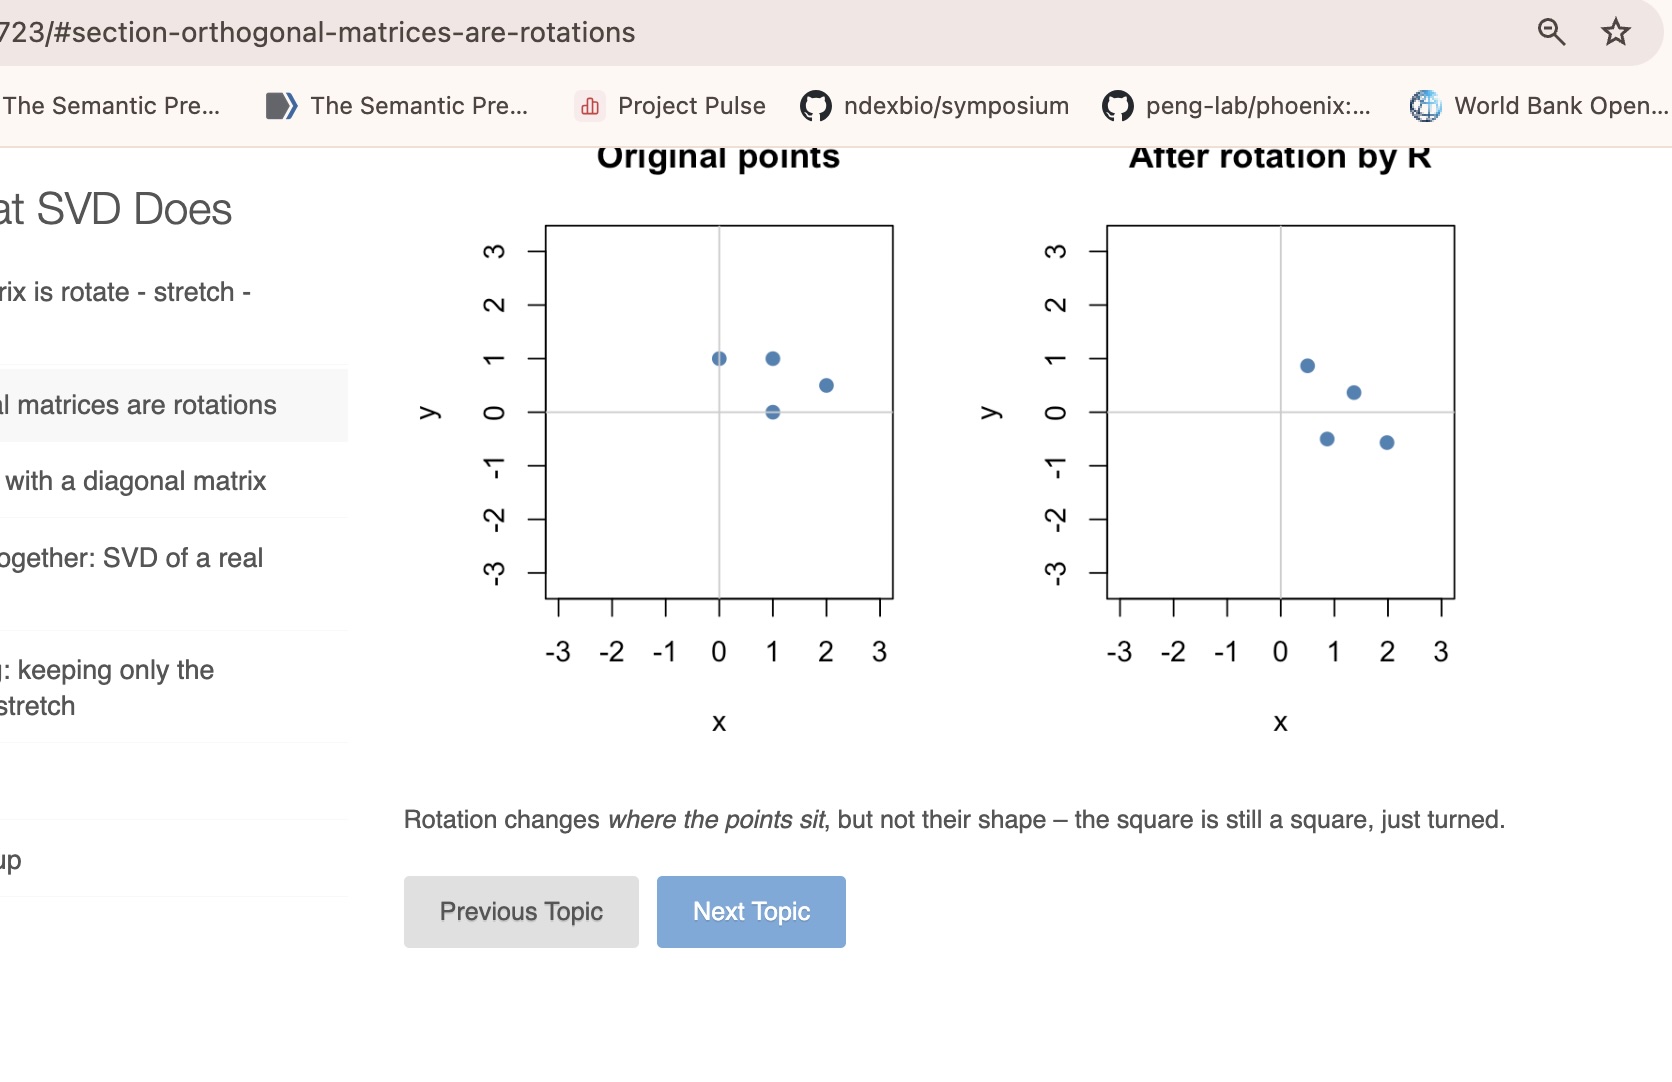 723/#section-orthogonal-matrices-are-rotations
The Semantic Pre... The Semantic Pre... Project Pulse ndexbio/symposium peng-lab/phoenix:... World Bank Open...
at SVD Does
rix is rotate - stretch -
al matrices are rotations
with a diagonal matrix
ogether: SVD of a real
g: keeping only the
stretch
up
Original points
3
2
1
0
-1
-2
-3
y
-3 -2 -1 0 1 2 3
x
After rotation by R
3
2
1
0
-1
-2
-3
y
-3 -2 -1 0 1 2 3
x
Rotation changes where the points sit, but not their shape – the square is still a square, just turned.
Previous Topic Next Topic